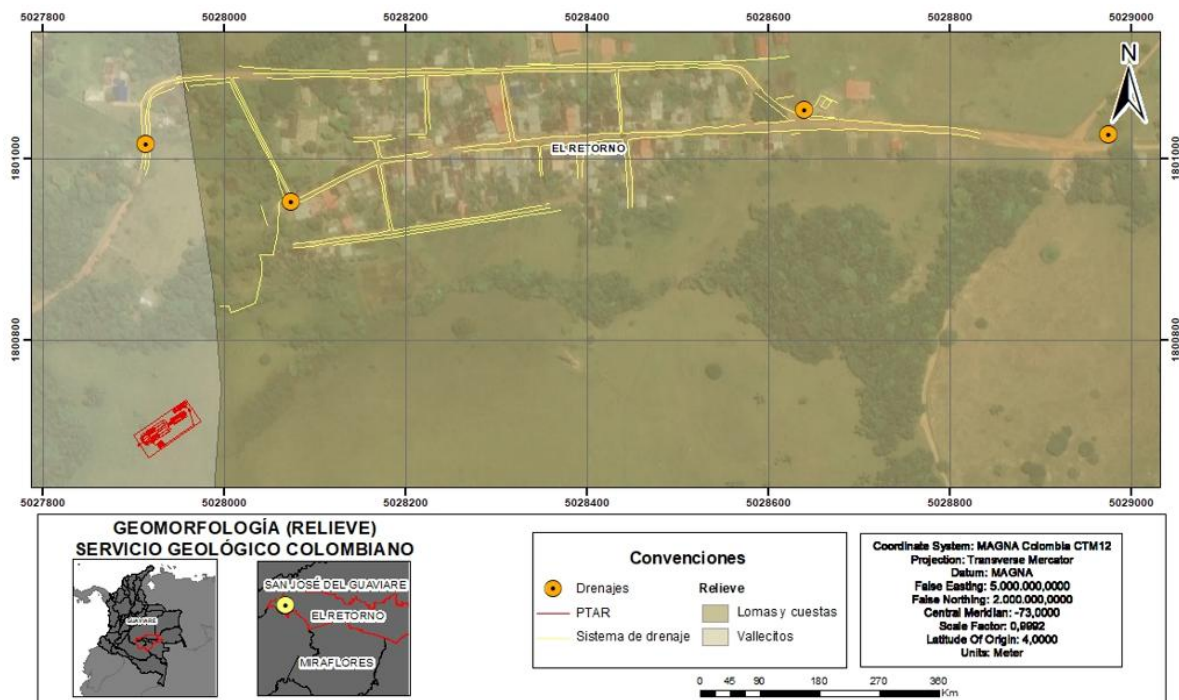 5027800 5028000 5028200 5028400 5028600 5028800 5029000
N
1801000 1801000
EL RETORNO
1800800 1800800
5027800 5028000 5028200 5028400 5028600 5028800 5029000
GEOMORFOLOGÍA (RELIEVE)
SERVICIO GEOLÓGICO COLOMBIANO
GUAVIARE
SAN JOSÉ DEL GUAVIARE
EL RETORNO
MIRAFLORES
Convenciones
Drenajes
PTAR
Sistema de drenaje
Relieve
Lomas y cuestas
Vallecitos
Coordinate System: MAGNA Colombia CTM12
Projection: Transverse Mercator
Datum: MAGNA
False Easting: 5.000.000,0000
False Northing: 2.000.000,0000
Central Meridian: -73,0000
Scale Factor: 0,9992
Latitude Of Origin: 4,0000
Units: Meter
0 45 90 180 270 360
Km